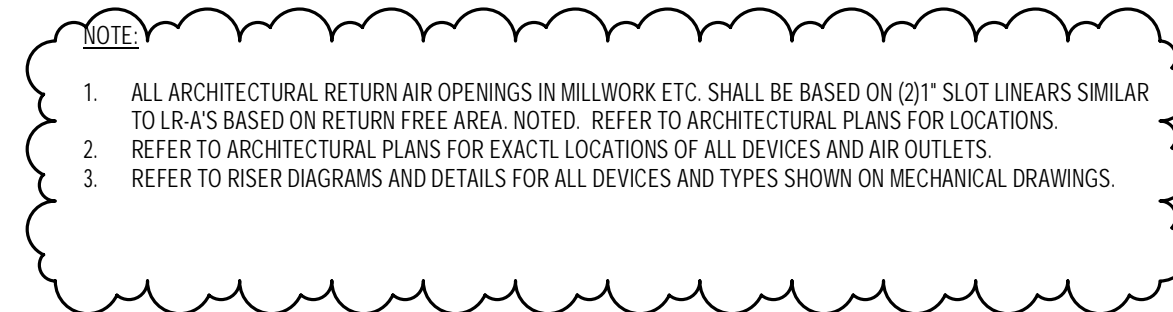 NOTE:
1. ALL ARCHITECTURAL RETURN AIR OPENINGS IN MILLWORK ETC. SHALL BE BASED ON (2)1" SLOT LINEARS SIMILAR
TO LR-A'S BASED ON RETURN FREE AREA. NOTED. REFER TO ARCHITECTURAL PLANS FOR LOCATIONS.
2. REFER TO ARCHITECTURAL PLANS FOR EXACTL LOCATIONS OF ALL DEVICES AND AIR OUTLETS.
3. REFER TO RISER DIAGRAMS AND DETAILS FOR ALL DEVICES AND TYPES SHOWN ON MECHANICAL DRAWINGS.